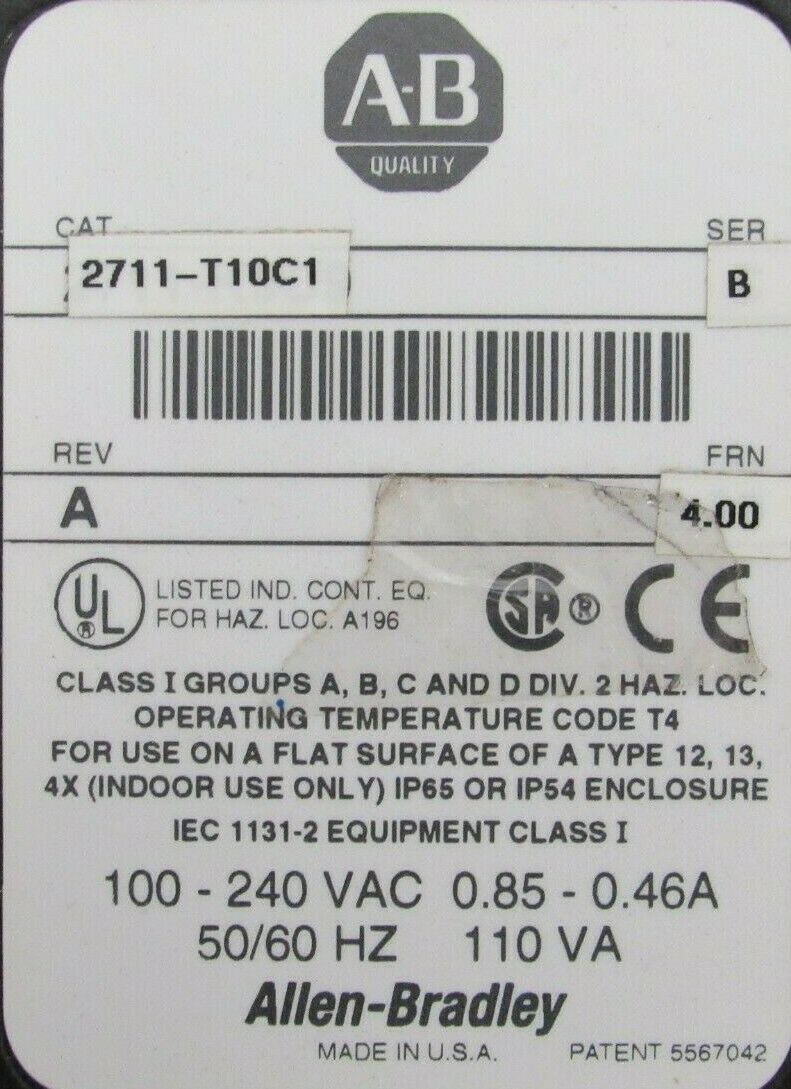 A-B
QUALITY
CAT SER
2711-T10C1 B
REV FRN
A 4.00
UL ® LISTED IND. CONT. EQ.
FOR HAZ. LOC. A196
SA ® CE
CLASS I GROUPS A, B, C AND D DIV. 2 HAZ. LOC.
OPERATING TEMPERATURE CODE T4
FOR USE ON A FLAT SURFACE OF A TYPE 12, 13,
4X (INDOOR USE ONLY) IP65 OR IP54 ENCLOSURE
IEC 1131-2 EQUIPMENT CLASS I
100 - 240 VAC 0.85 - 0.46A
50/60 HZ 110 VA
Allen-Bradley
MADE IN U.S.A. PATENT 5567042